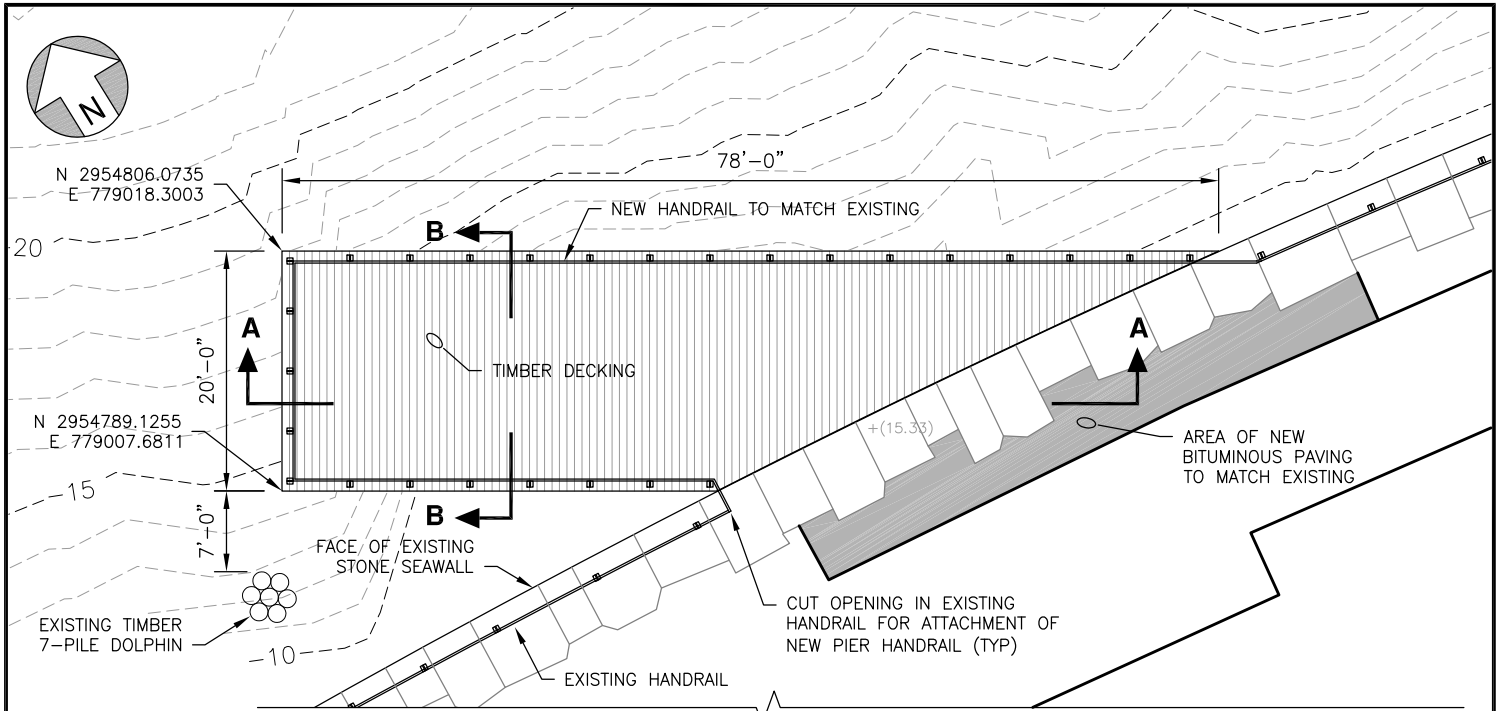 N
N 2954806.0735
E 779018.3003
78'-0"
NEW HANDRAIL TO MATCH EXISTING
B
20
A
20'-0"
TIMBER DECKING
A
N 2954789.1255
E 779007.6811
+(15.33)
AREA OF NEW
BITUMINOUS PAVING
TO MATCH EXISTING
15
B
7'-0"
FACE OF EXISTING
STONE SEAWALL
CUT OPENING IN EXISTING
HANDRAIL FOR ATTACHMENT OF
NEW PIER HANDRAIL (TYP)
EXISTING TIMBER
7-PILE DOLPHIN
-10
EXISTING HANDRAIL